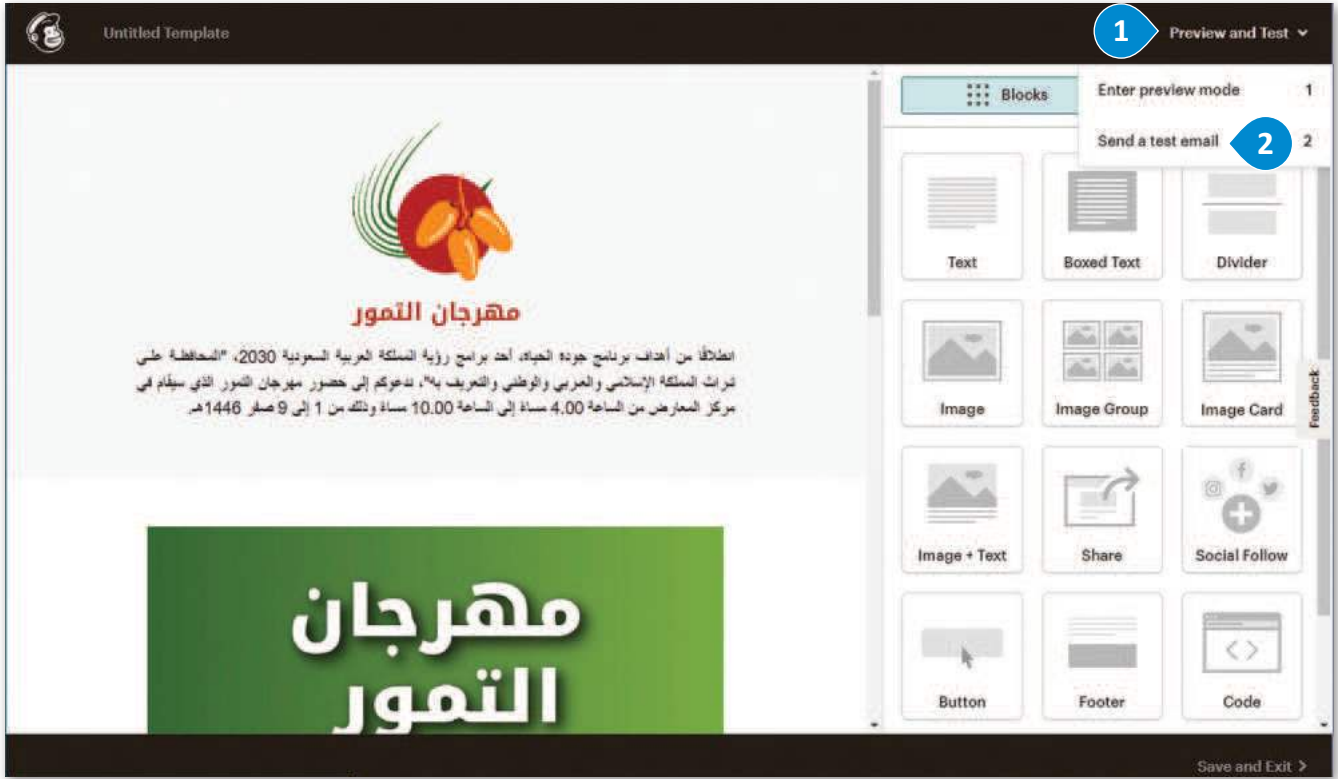 Untitled Template
1
Preview and Test
Blocks
Enter preview mode 1
Send a test email 2 2
Text
Boxed Text
Divider
مهرجان التمور
انطلاقًا من أهداف برنامج جودة الحياة، أحد برامج رؤية المملكة العربية السعودية 2030، "المحافظة على
تراث المملكة الإسلامي والعربي والوطني والتعريف به"، ندعوكم إلى حضور مهرجان التمور الذي سيقام في
مركز المعارض من الساعة 4.00 مساءً إلى الساعة 10.00 مساءً وذلك من 1 إلى 9 صفر 1446هـ.
Image
Image Group
Image Card
Feedback
Image + Text
Share
Social Follow
مهرجان
التمور
Button
Footer
Code
Save and Exit